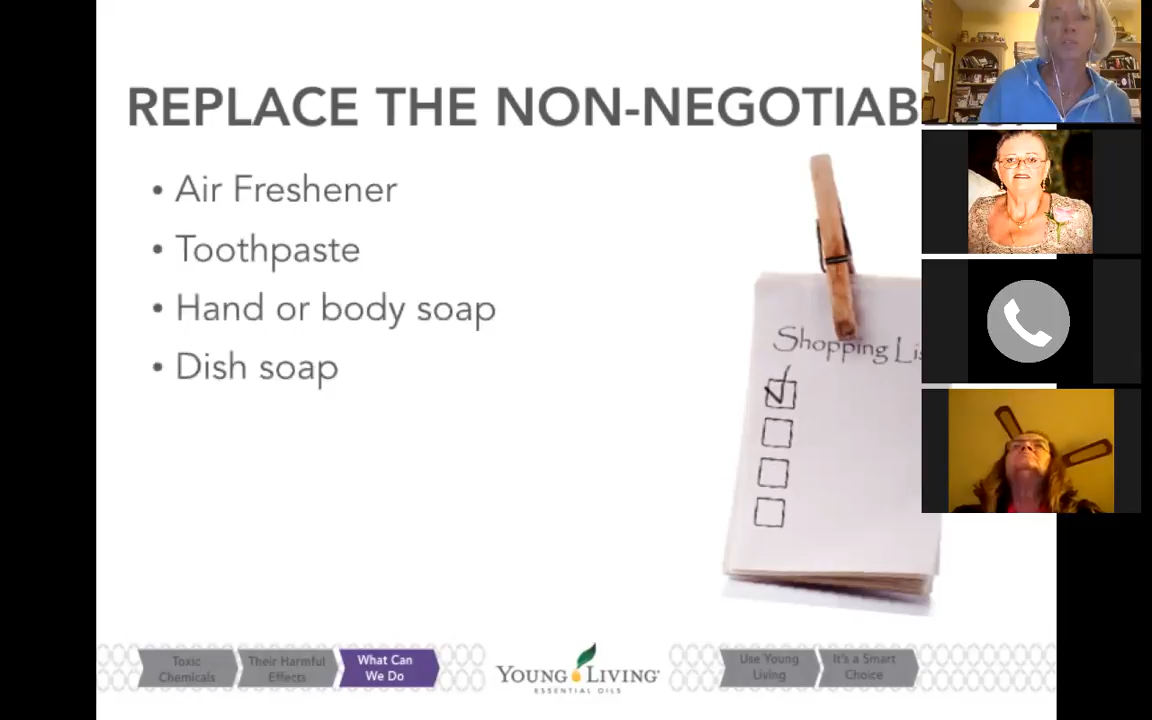 REPLACE THE NON-NEGOTIAB
• Air Freshener
• Toothpaste
• Hand or body soap
• Dish soap
Shopping Lis
Toxic
Chemicals
Their Harmful
Effects
What Can
We Do
YOUNG LIVING
ESSENTIAL OILS
Use Young
Living
It's a Smart
Choice